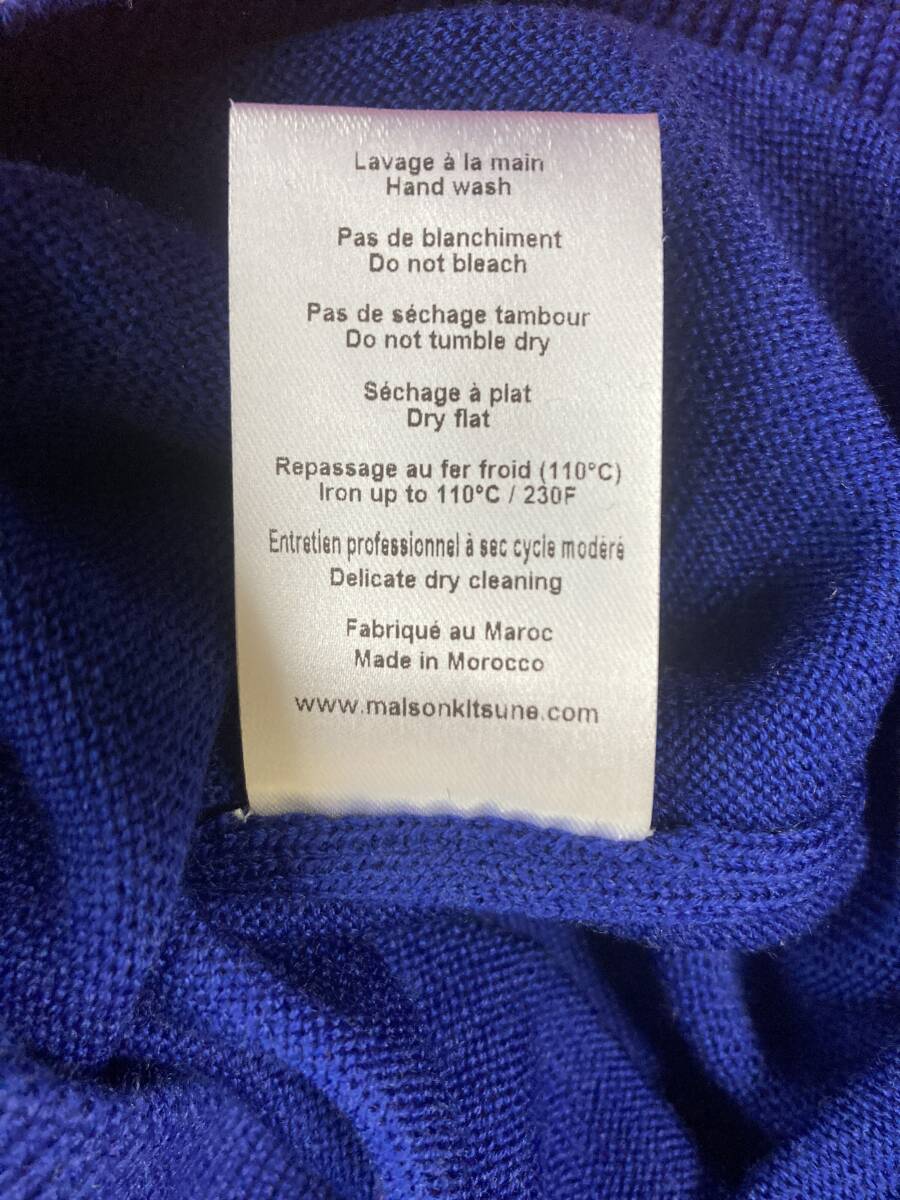 Lavage à la main
Hand wash
Pas de blanchiment
Do not bleach
Pas de séchage tambour
Do not tumble dry
Séchage à plat
Dry flat
Repassage au fer froid (110°C)
Iron up to 110°C / 230F
Entretien professionnel à sec cycle modéré
Delicate dry cleaning
Fabriqué au Maroc
Made in Morocco
www.maisonkitsune.com